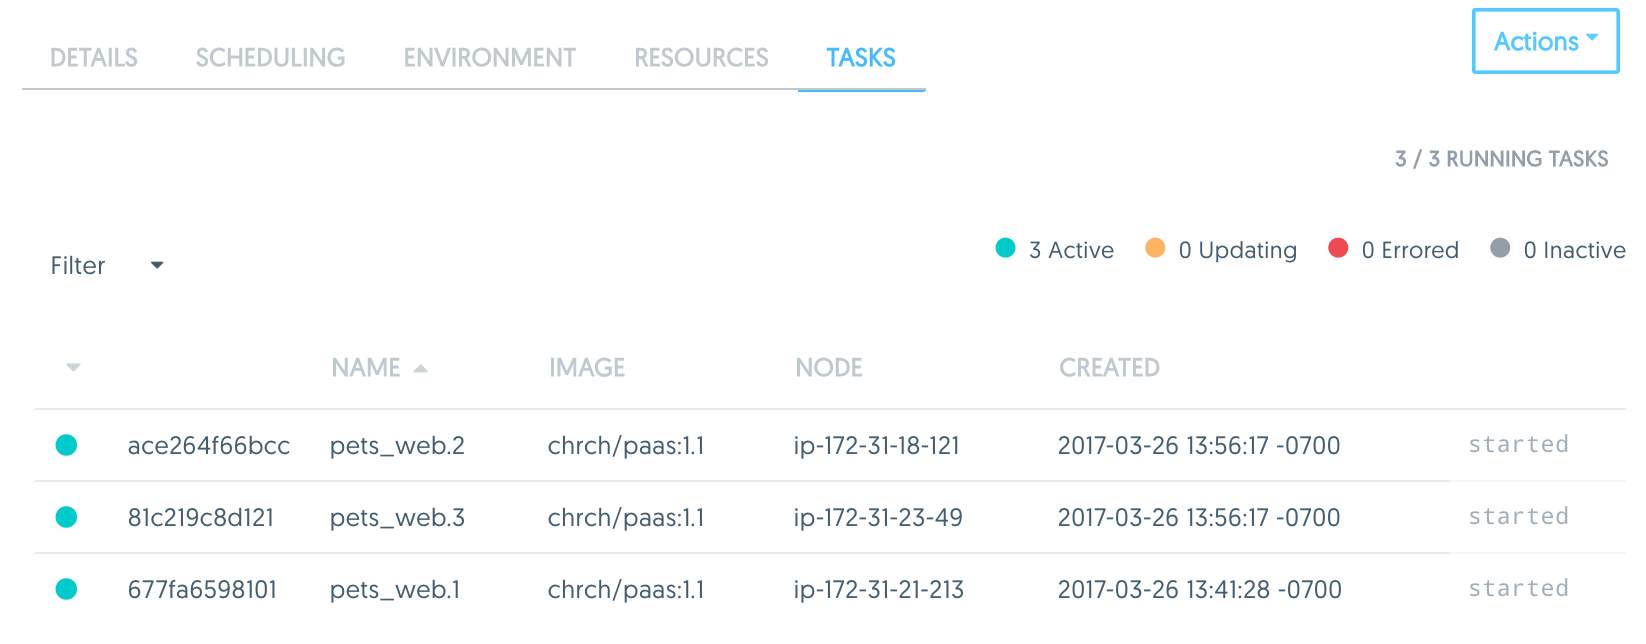 DETAILS SCHEDULING ENVIRONMENT RESOURCES TASKS Actions
3 / 3 RUNNING TASKS
Filter 3 Active 0 Updating 0 Errored 0 Inactive
NAME IMAGE NODE CREATED
ace264f66bcc pets_web.2 chrch/paas:1.1 ip-172-31-18-121 2017-03-26 13:56:17 -0700 started
81c219c8d121 pets_web.3 chrch/paas:1.1 ip-172-31-23-49 2017-03-26 13:56:17 -0700 started
677fa6598101 pets_web.1 chrch/paas:1.1 ip-172-31-21-213 2017-03-26 13:41:28 -0700 started